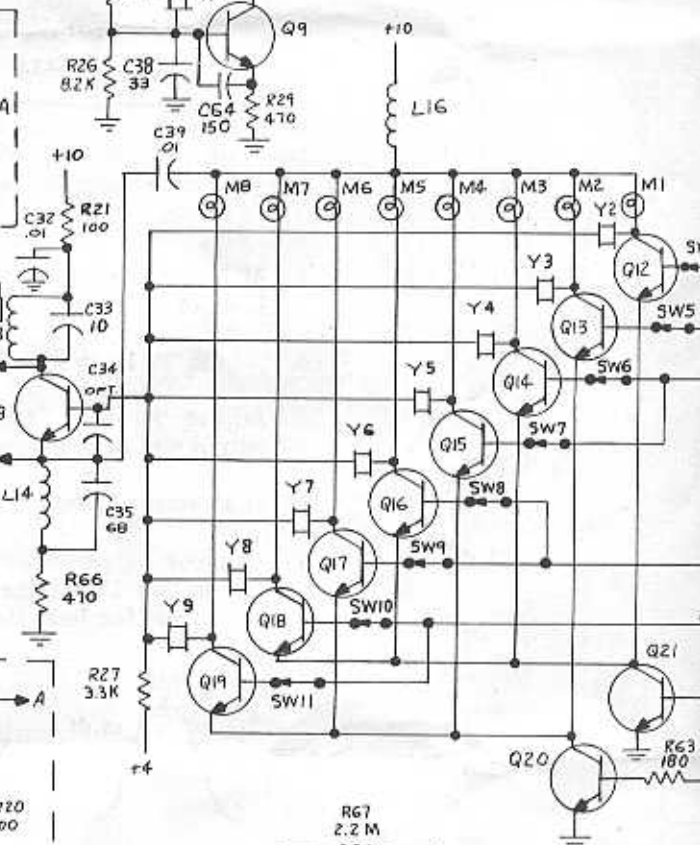 Q9
+10
R26
8.2K
C38
33
C64
150
R29
470
L16
C39
.01
+10
M8
M7
M6
M5
M4
M3
M2
M1
C32
.01
R21
100
Y2
Q12
Y3
SW5
Q13
C33
10
Y4
SW6
Q14
C34
OPT
Y5
SW7
Q15
Y6
SW8
Q16
L14
C35
68
Y7
SW9
Q17
Y8
R66
470
SW10
Q18
Y9
R27
3.3K
Q19
SW11
Q21
A
+4
Q20
R63
180
R67
2.2 M